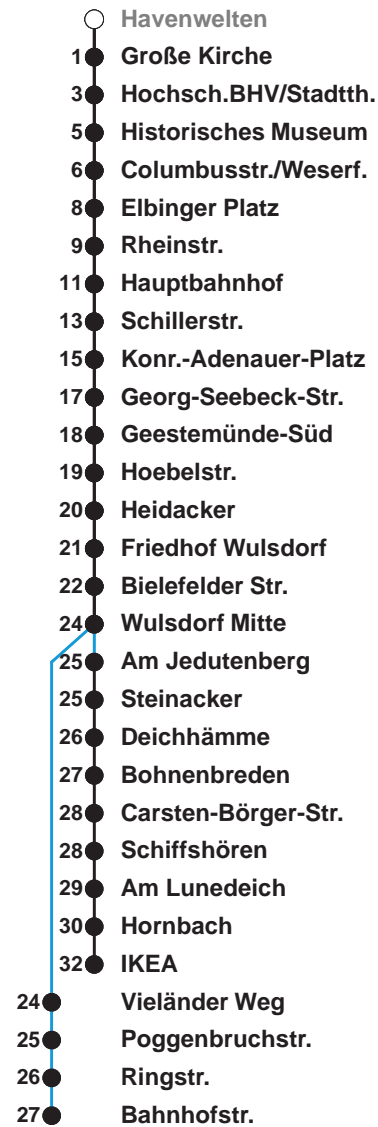 Havenwelten
1 Große Kirche
3 Hochsch.BHV/Stadtth.
5 Historisches Museum
6 Columbusstr./Weserf.
8 Elbinger Platz
9 Rheinstr.
11 Hauptbahnhof
13 Schillerstr.
15 Konr.-Adenauer-Platz
17 Georg-Seebeck-Str.
18 Geestemünde-Süd
19 Hoebelstr.
20 Heidacker
21 Friedhof Wulsdorf
22 Bielefelder Str.
24 Wulsdorf Mitte
25 Am Jedutenberg
25 Steinacker
26 Deichhämme
27 Bohnenbreden
28 Carsten-Börger-Str.
28 Schiffshören
29 Am Lunedeich
30 Hornbach
32 IKEA
24 Vieländer Weg
25 Poggenbruchstr.
26 Ringstr.
27 Bahnhofstr.